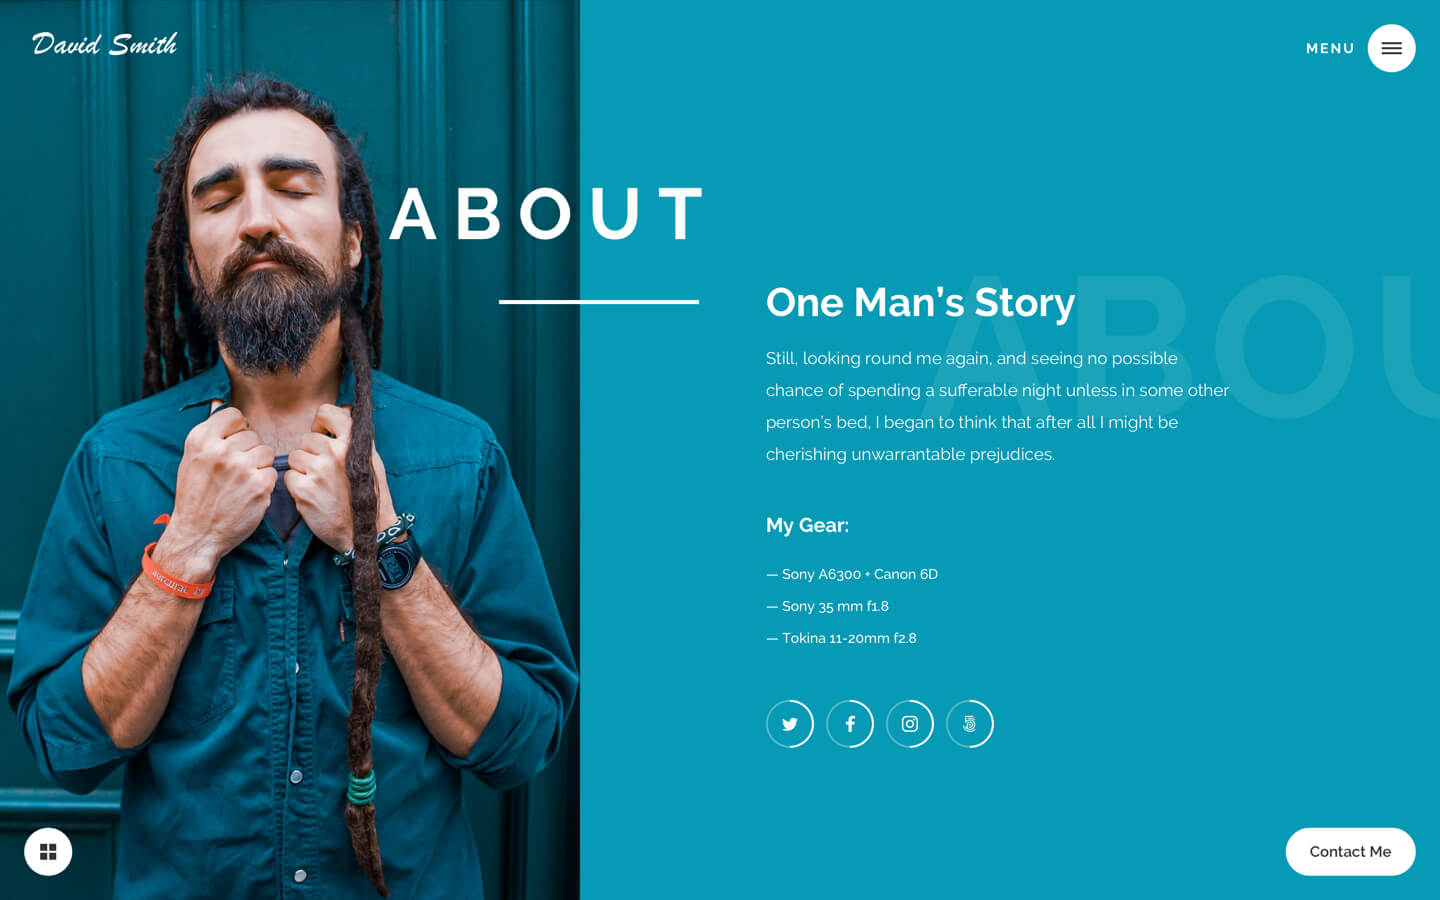 David Smith
MENU
ABOUT
ABOU
One Man’s Story
Still, looking round me again, and seeing no possible
chance of spending a sufferable night unless in some other
person's bed, I began to think that after all I might be
cherishing unwarrantable prejudices.
My Gear:
— Sony A6300 + Canon 6D
— Sony 35 mm f1.8
— Tokina 11-20mm f2.8
Contact Me